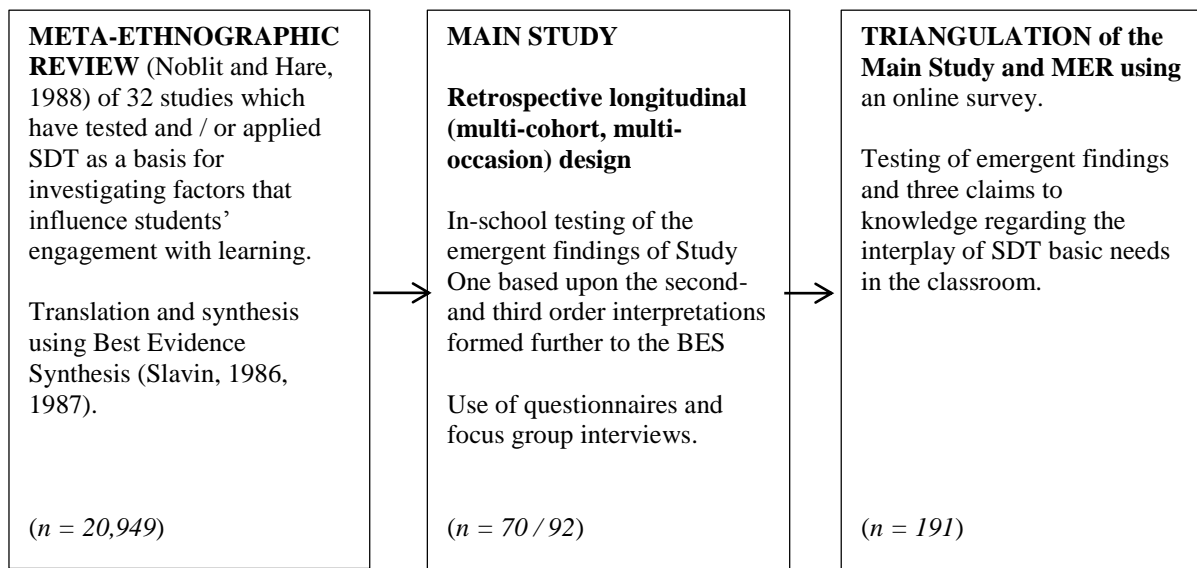 META-ETHNOGRAPHIC
REVIEW (Noblit and Hare,
1988) of 32 studies which
have tested and / or applied
SDT as a basis for
investigating factors that
influence students’
engagement with learning.
Translation and synthesis
using Best Evidence
Synthesis (Slavin, 1986,
1987).
(n = 20,949)
MAIN STUDY
Retrospective longitudinal
(multi-cohort, multi-
occasion) design
In-school testing of the
emergent findings of Study
One based upon the second-
and third order interpretations
formed further to the BES
Use of questionnaires and
focus group interviews.
(n = 70 / 92)
TRIANGULATION of the
Main Study and MER using
an online survey.
Testing of emergent findings
and three claims to
knowledge regarding the
interplay of SDT basic needs
in the classroom.
(n = 191)